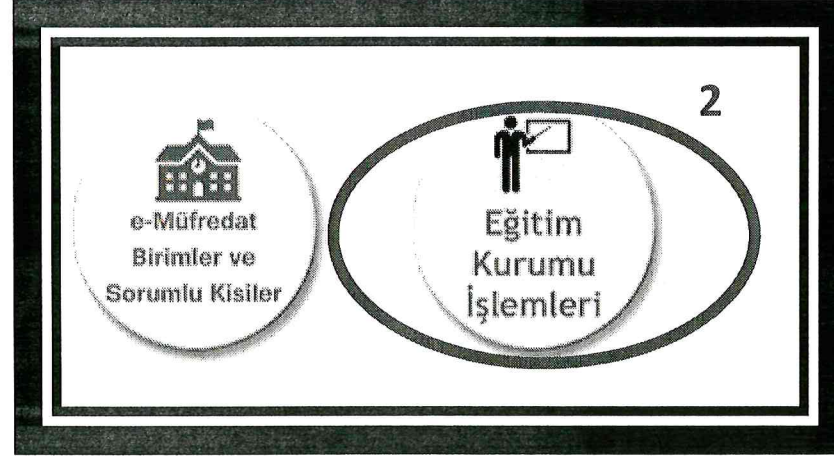 2
e-Müfredat
Birimler ve
Sorumlu Kisiler
Eğitim
Kurumu
İşlemleri